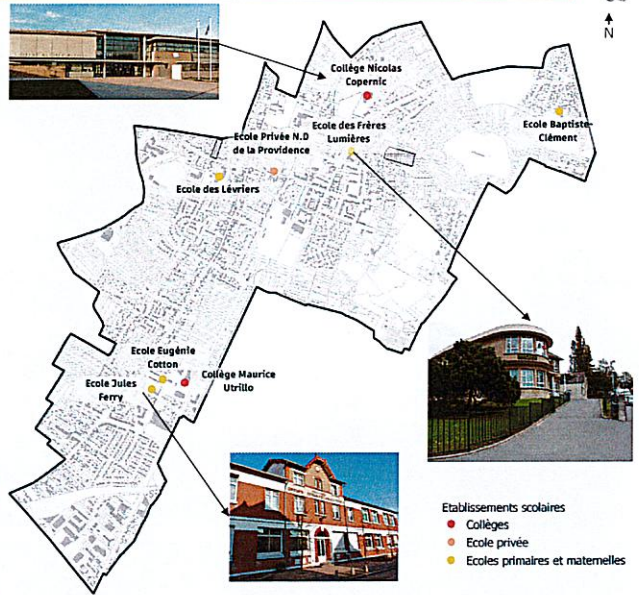 N
Collège Nicolas
Copernic
Ecole Privée N.D
de la Providence
Ecole des Frères
Lumières
Ecole Baptiste-
Clément
Ecole des Lévriers
Ecole Eugénie
Cotton
Ecole Jules
Ferry
Collège Maurice
Utrillo
Etablissements scolaires
Collèges
Ecole privée
Ecoles primaires et maternelles